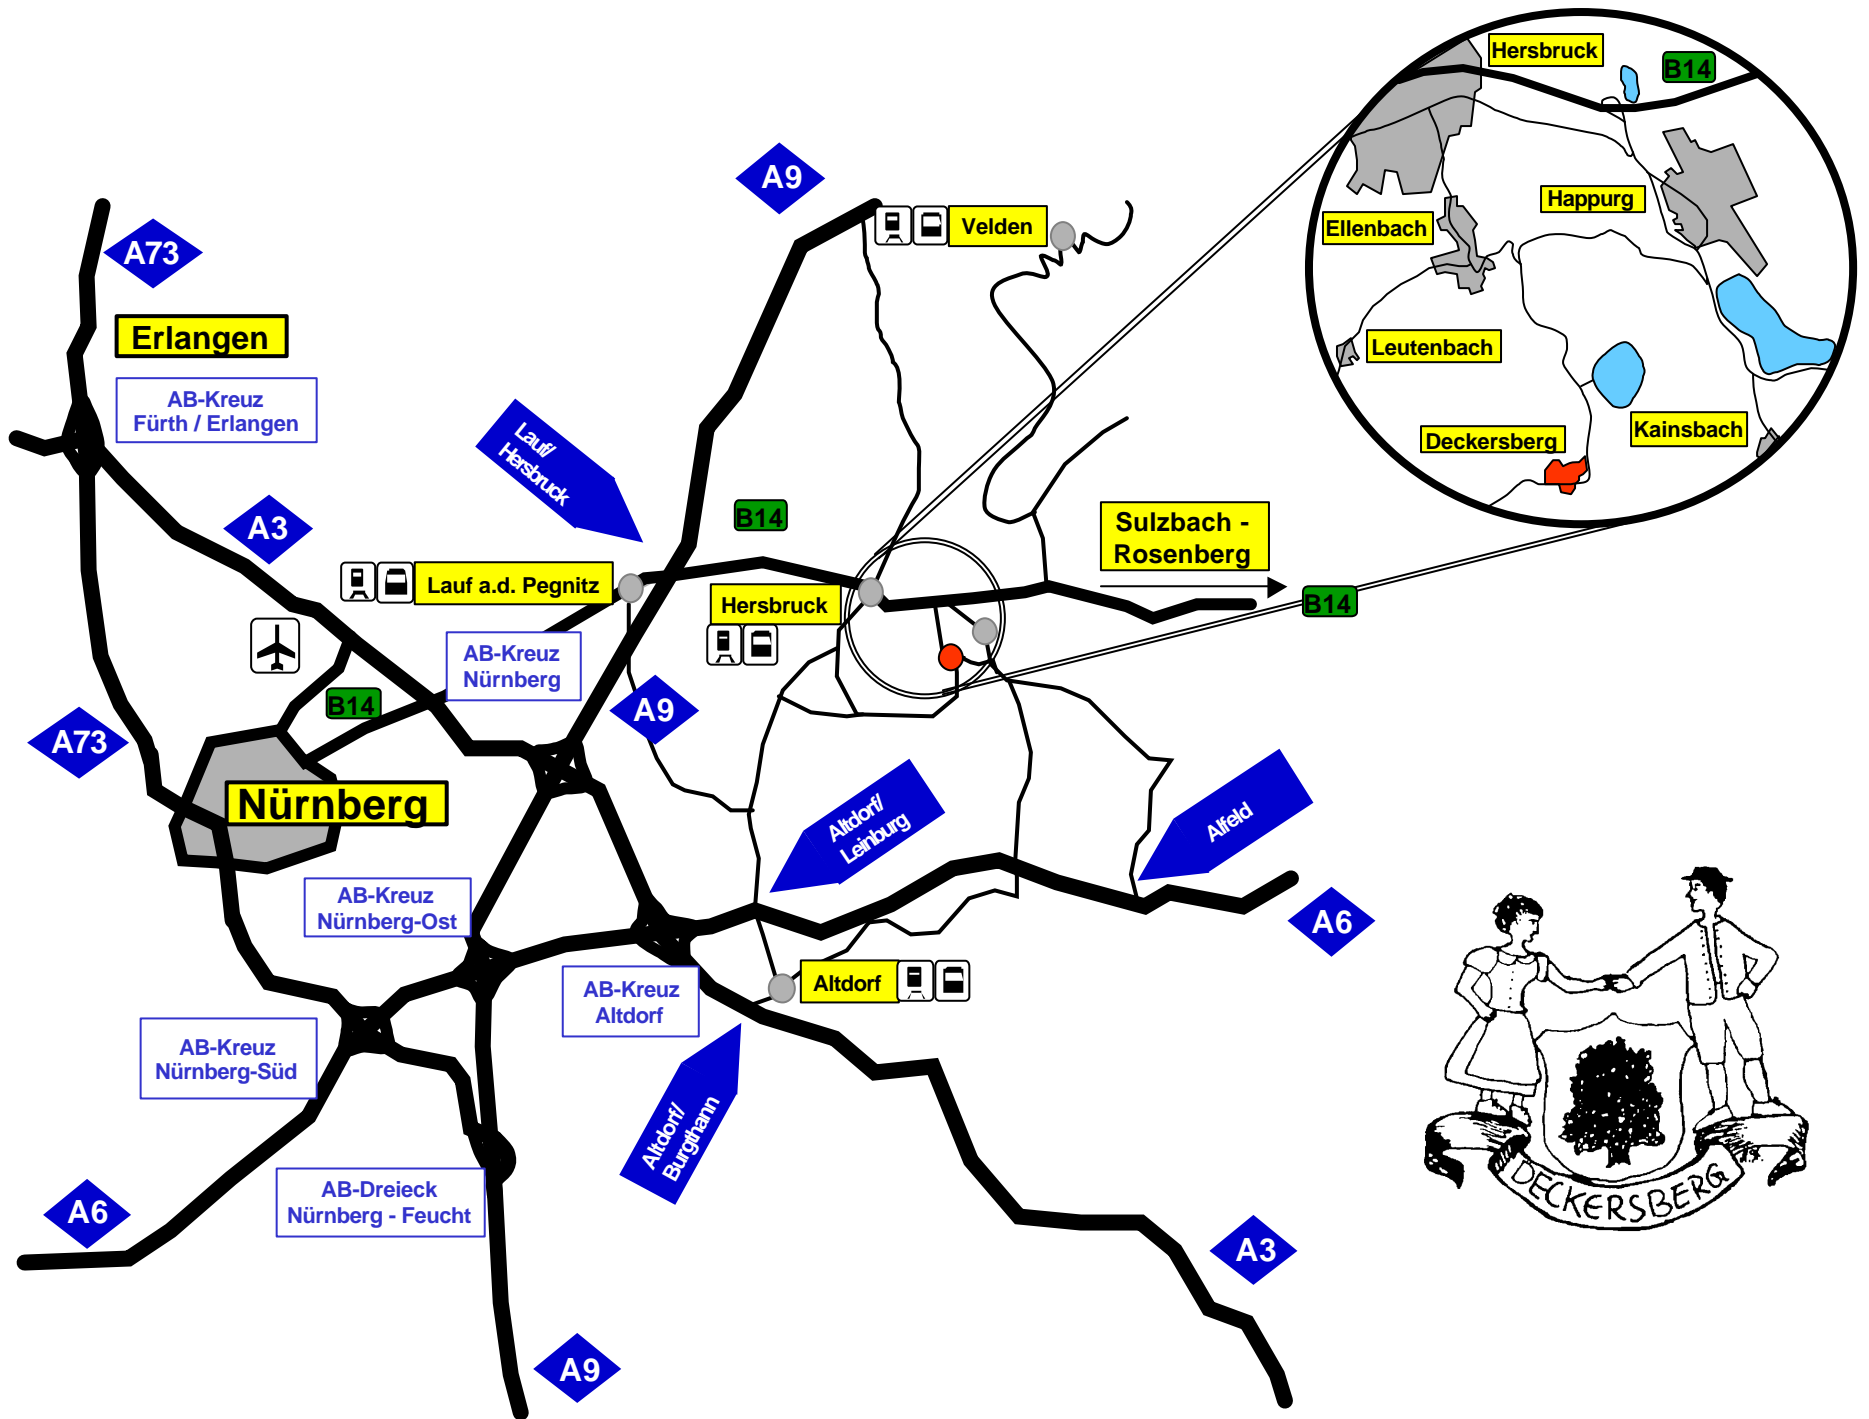 Hersbruck
B14
A9
Happurg
Velden
Ellenbach
A73
Erlangen
Leutenbach
AB-Kreuz
Fürth / Erlangen
Kainsbach
Deckersberg
Lauf/
Hersbruck
B14
A3
Sulzbach -
Rosenberg
Lauf a.d. Pegnitz
Hersbruck
B14
AB-Kreuz
Nürnberg
B14
A9
A73
Nürnberg
Altdorf/
Leinburg
Alfeld
AB-Kreuz
Nürnberg-Ost
A6
Altdorf
AB-Kreuz
Altdorf
AB-Kreuz
Nürnberg-Süd
Altdorf/
Burgthann
AB-Dreieck
Nürnberg - Feucht
A6
DECKERSBERG
A3
A9